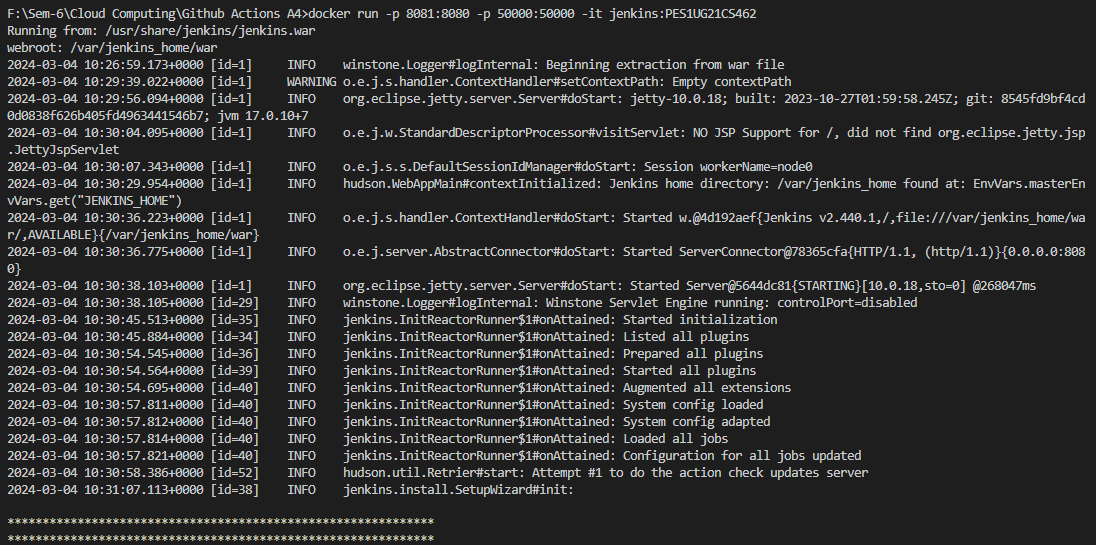 F:\Sem-6\Cloud Computing\Github Actions A4>docker run -p 8081:8080 -p 50000:50000 -it jenkins:PES1UG21CS462
Running from: /usr/share/jenkins/jenkins.war
webroot: /var/jenkins_home/war
2024-03-04 10:26:59.173+0000 [id=1]     INFO    winstone.Logger#logInternal: Beginning extraction from war file
2024-03-04 10:29:39.022+0000 [id=1]     WARNING o.e.j.s.handler.ContextHandler#setContextPath: Empty contextPath
2024-03-04 10:29:56.094+0000 [id=1]     INFO    org.eclipse.jetty.server.Server#doStart: jetty-10.0.18; built: 2023-10-27T01:59:58.245Z; git: 8545fd9bf4cd
0d0838f626b405fd4963441546b7; jvm 17.0.10+7
2024-03-04 10:30:04.095+0000 [id=1]     INFO    o.e.j.w.StandardDescriptorProcessor#visitServlet: NO JSP Support for /, did not find org.eclipse.jetty.jsp
.JettyJspServlet
2024-03-04 10:30:07.343+0000 [id=1]     INFO    o.e.j.s.s.DefaultSessionIdManager#doStart: Session workerName=node0
2024-03-04 10:30:29.954+0000 [id=1]     INFO    hudson.WebAppMain#contextInitialized: Jenkins home directory: /var/jenkins_home found at: EnvVars.masterEn
vVars.get("JENKINS_HOME")
2024-03-04 10:30:36.223+0000 [id=1]     INFO    o.e.j.s.handler.ContextHandler#doStart: Started w.@4d192aef{Jenkins v2.440.1,/,file:///var/jenkins_home/wa
r/,AVAILABLE}{/var/jenkins_home/war}
2024-03-04 10:30:36.775+0000 [id=1]     INFO    o.e.j.server.AbstractConnector#doStart: Started ServerConnector@78365cfa{HTTP/1.1, (http/1.1)}{0.0.0.0:808
0}
2024-03-04 10:30:38.103+0000 [id=1]     INFO    org.eclipse.jetty.server.Server#doStart: Started Server@5644dc81{STARTING}[10.0.18,sto=0] @268047ms
2024-03-04 10:30:38.105+0000 [id=29]    INFO    winstone.Logger#logInternal: Winstone Servlet Engine running: controlPort=disabled
2024-03-04 10:30:45.513+0000 [id=35]    INFO    jenkins.InitReactorRunner$1#onAttained: Started initialization
2024-03-04 10:30:45.884+0000 [id=34]    INFO    jenkins.InitReactorRunner$1#onAttained: Listed all plugins
2024-03-04 10:30:54.545+0000 [id=36]    INFO    jenkins.InitReactorRunner$1#onAttained: Prepared all plugins
2024-03-04 10:30:54.564+0000 [id=39]    INFO    jenkins.InitReactorRunner$1#onAttained: Started all plugins
2024-03-04 10:30:54.695+0000 [id=40]    INFO    jenkins.InitReactorRunner$1#onAttained: Augmented all extensions
2024-03-04 10:30:57.811+0000 [id=40]    INFO    jenkins.InitReactorRunner$1#onAttained: System config loaded
2024-03-04 10:30:57.812+0000 [id=40]    INFO    jenkins.InitReactorRunner$1#onAttained: System config adapted
2024-03-04 10:30:57.814+0000 [id=40]    INFO    jenkins.InitReactorRunner$1#onAttained: Loaded all jobs
2024-03-04 10:30:57.821+0000 [id=40]    INFO    jenkins.InitReactorRunner$1#onAttained: Configuration for all jobs updated
2024-03-04 10:30:58.386+0000 [id=52]    INFO    hudson.util.Retrier#start: Attempt #1 to do the action check updates server
2024-03-04 10:31:07.113+0000 [id=38]    INFO    jenkins.install.SetupWizard#init:
*************************************************************
*************************************************************